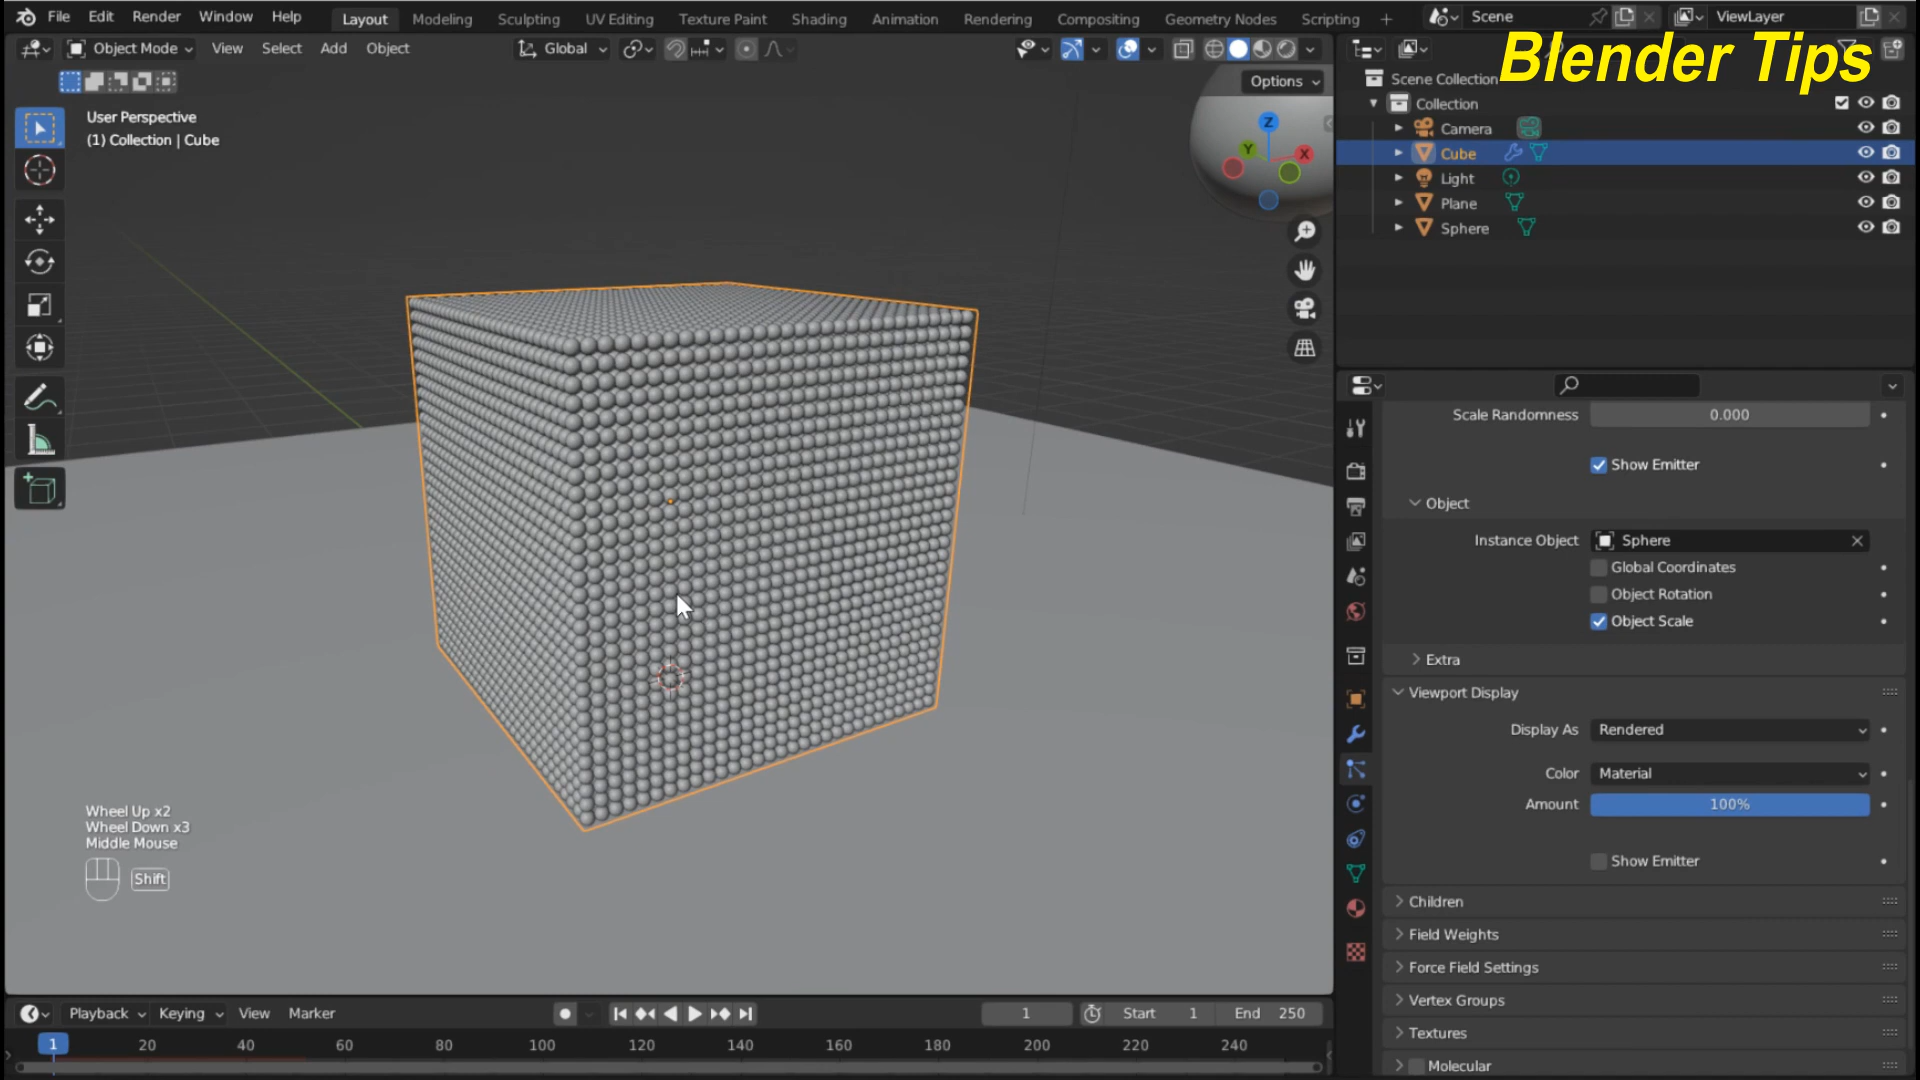 File Edit Render Window Help Layout Modeling Sculpting UV Editing Texture Paint Shading Animation Rendering Compositing Geometry Nodes Scripting + Scene ViewLayer
Object Mode View Select Add Object Global
Blender Tips
Options
User Perspective
(1) Collection | Cube
Z
Y
X
Wheel Up x2
Wheel Down x3
Middle Mouse
Shift
Scene Collection
Collection
Camera
Cube
Light
Plane
Sphere
Scale Randomness 0.000
Show Emitter
Object
Instance Object Sphere
Global Coordinates
Object Rotation
Object Scale
Extra
Viewport Display
Display As Rendered
Color Material
Amount 100%
Show Emitter
Children
Field Weights
Force Field Settings
Vertex Groups
Textures
Molecular
Playback Keying View Marker 1 Start 1 End 250
1 20 40 60 80 100 120 140 160 180 200 220 240